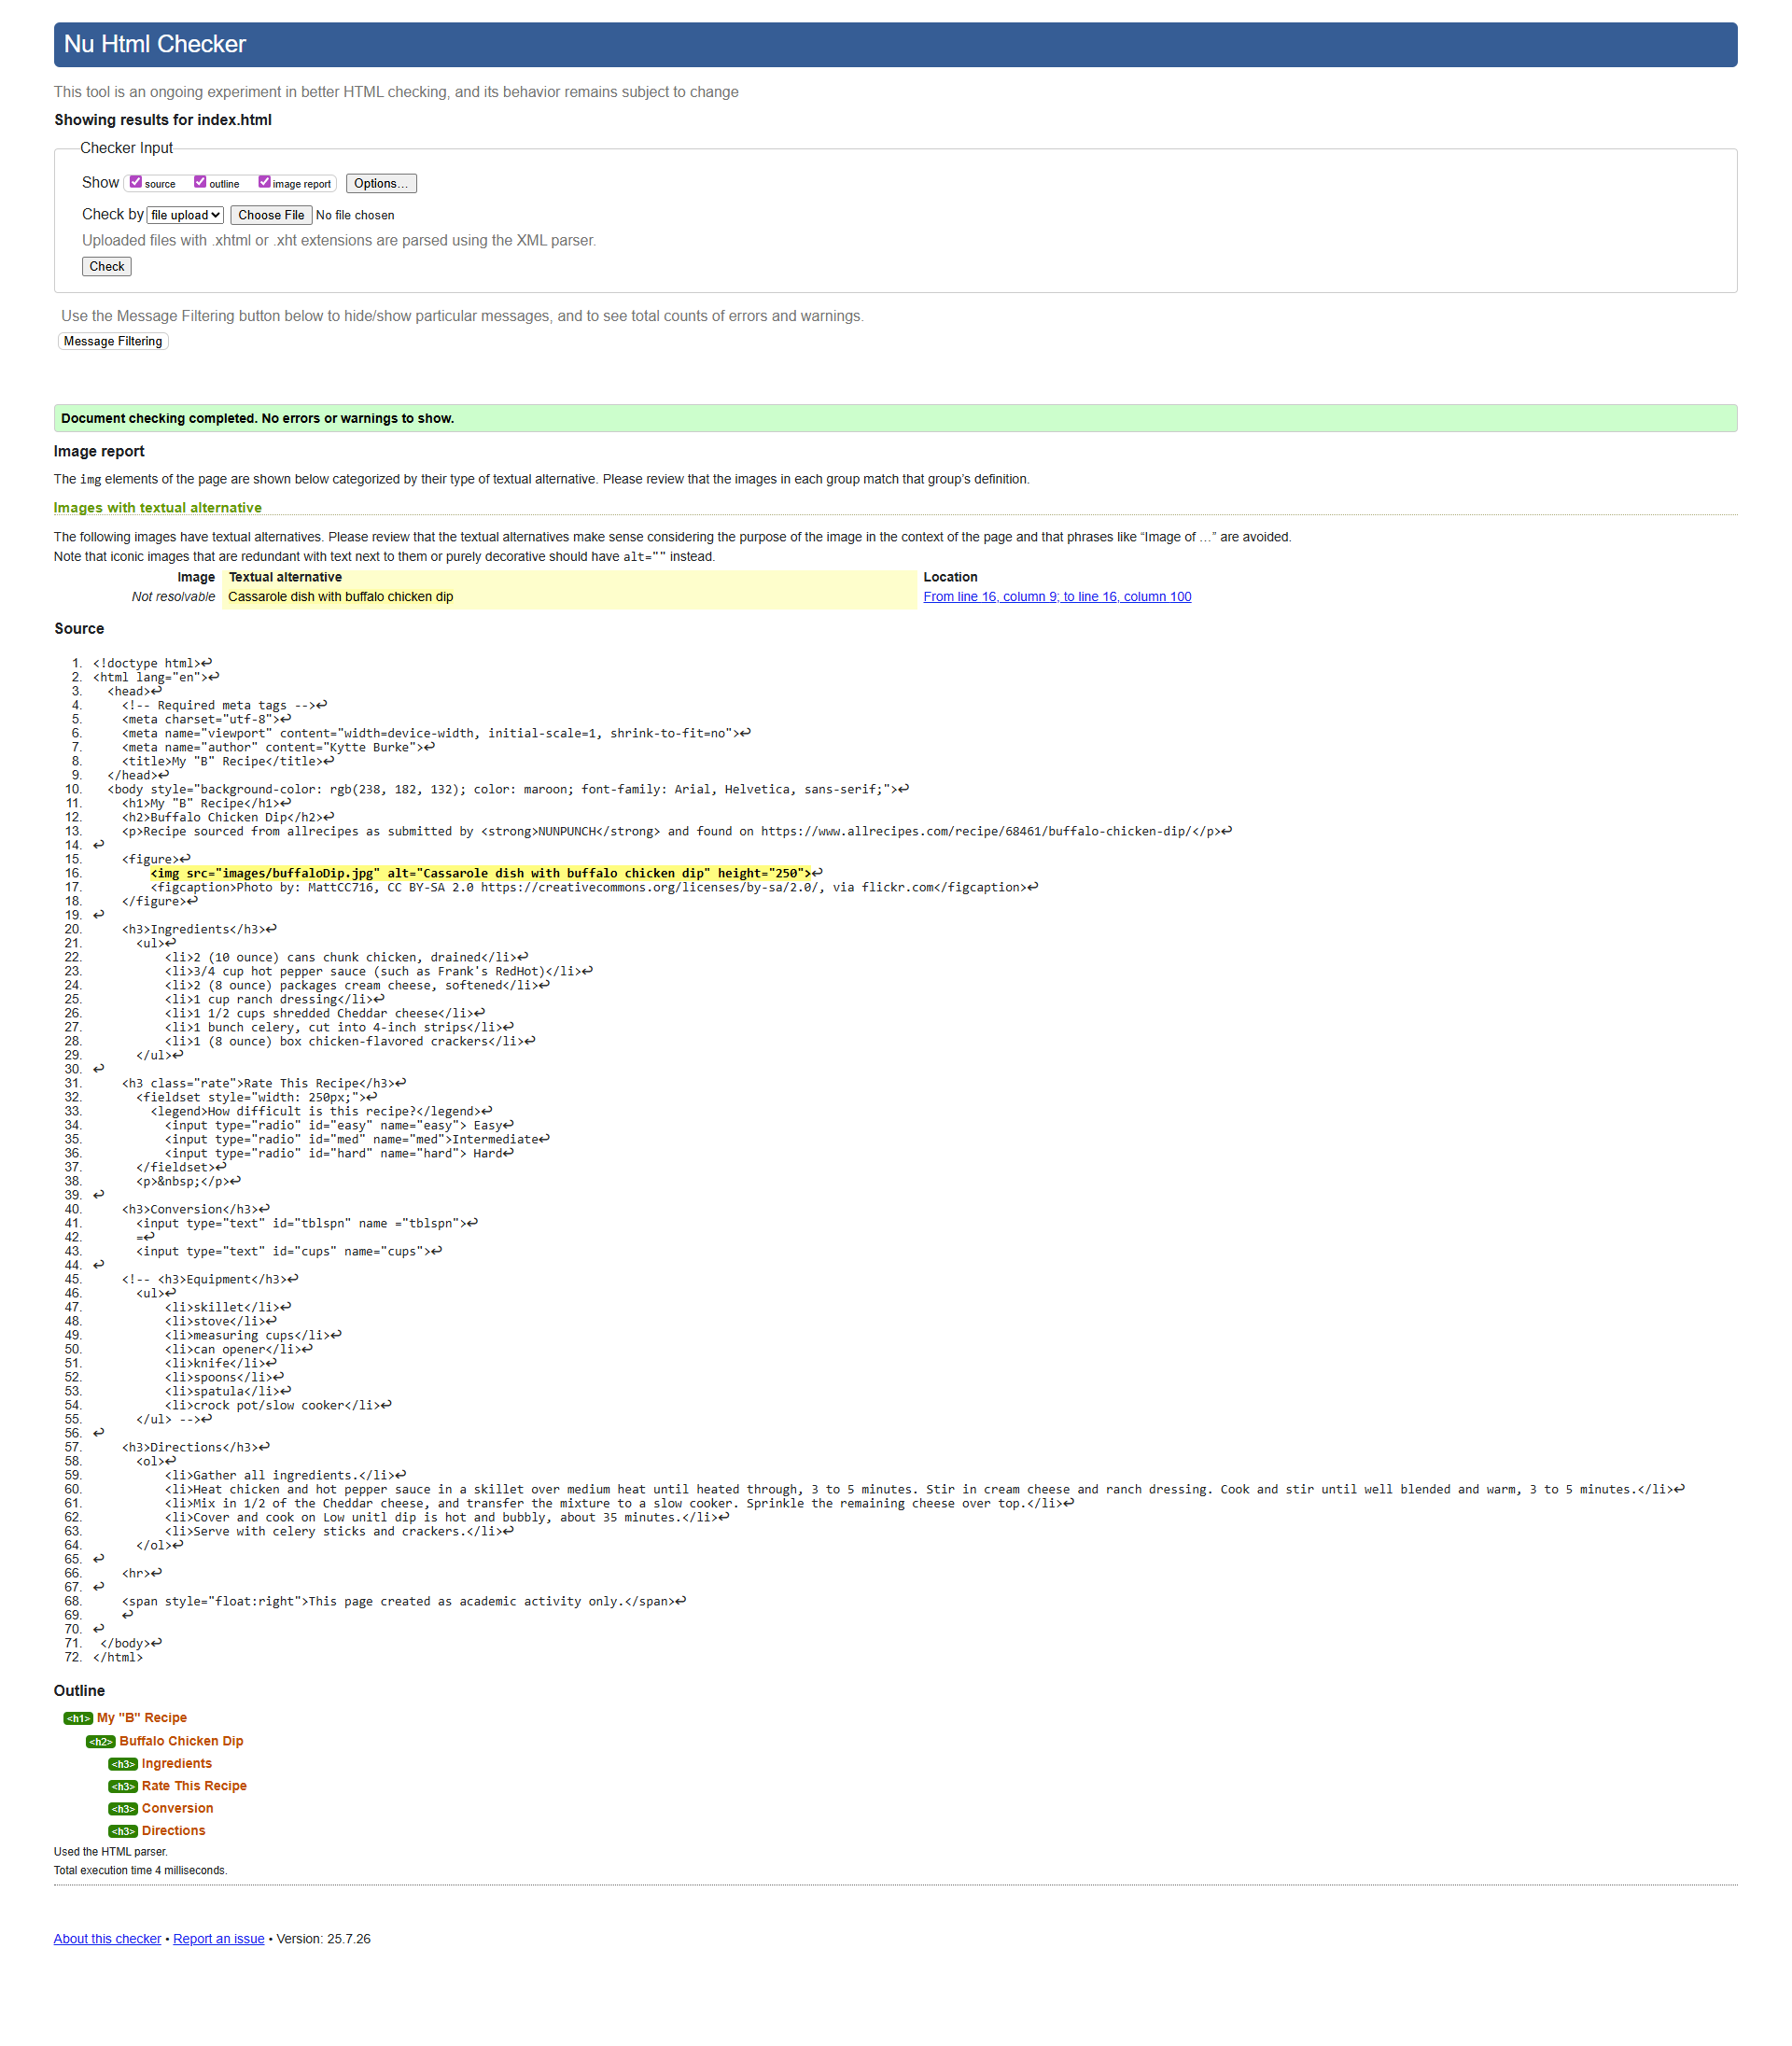 Nu Html Checker
This tool is an ongoing experiment in better HTML checking, and its behavior remains subject to change
Showing results for index.html
Checker Input
Show source outline image report Options...
Check by file upload Choose File No file chosen
Uploaded files with .xhtml or .xht extensions are parsed using the XML parser.
Check
Use the Message Filtering button below to hide/show particular messages, and to see total counts of errors and warnings.
Message Filtering
Document checking completed. No errors or warnings to show.
Image report
The img elements of the page are shown below categorized by their type of textual alternative. Please review that the images in each group match that group’s definition.
Images with textual alternative
The following images have textual alternatives. Please review that the textual alternatives make sense considering the purpose of the image in the context of the page and that phrases like “Image of …” are avoided.
Note that iconic images that are redundant with text next to them or purely decorative should have alt="" instead.
Image Textual alternative Location
Not resolvable Cassarole dish with buffalo chicken dip From line 16, column 9; to line 16, column 100
Source
1. <!doctype html>↩
2. <html lang="en">↩
3. <head>↩
4. <!-- Required meta tags -->↩
5. <meta charset="utf-8">↩
6. <meta name="viewport" content="width=device-width, initial-scale=1, shrink-to-fit=no">↩
7. <meta name="author" content="Kytte Burke">↩
8. <title>My "B" Recipe</title>↩
9. </head>↩
10. <body style="background-color: rgb(238, 182, 132); color: maroon; font-family: Arial, Helvetica, sans-serif;">↩
11. <h1>My "B" Recipe</h1>↩
12. <h2>Buffalo Chicken Dip</h2>↩
13. <p>Recipe sourced from allrecipes as submitted by <strong>NUNPUNCH</strong> and found on https://www.allrecipes.com/recipe/68461/buffalo-chicken-dip/</p>↩
14. ↩
15. <figure>↩
16. <img src="images/buffaloDip.jpg" alt="Cassarole dish with buffalo chicken dip" height="250">↩
17. <figcaption>Photo by: MattCC716, CC BY-SA 2.0 https://creativecommons.org/licenses/by-sa/2.0/, via flickr.com</figcaption>↩
18. </figure>↩
19. ↩
20. <h3>Ingredients</h3>↩
21. <ul>↩
22. <li>2 (10 ounce) cans chunk chicken, drained</li>↩
23. <li>3/4 cup hot pepper sauce (such as Frank's RedHot)</li>↩
24. <li>2 (8 ounce) packages cream cheese, softened</li>↩
25. <li>1 cup ranch dressing</li>↩
26. <li>1 1/2 cups shredded Cheddar cheese</li>↩
27. <li>1 bunch celery, cut into 4-inch strips</li>↩
28. <li>1 (8 ounce) box chicken-flavored crackers</li>↩
29. </ul>↩
30. ↩
31. <h3 class="rate">Rate This Recipe</h3>↩
32. <fieldset style="width: 250px;">↩
33. <legend>How difficult is this recipe?</legend>↩
34. <input type="radio" id="easy" name="easy"> Easy↩
35. <input type="radio" id="med" name="med">Intermediate↩
36. <input type="radio" id="hard" name="hard"> Hard↩
37. </fieldset>↩
38. <p>&nbsp;</p>↩
39. ↩
40. <h3>Conversion</h3>↩
41. <input type="text" id="tblspn" name ="tblspn">↩
42. =↩
43. <input type="text" id="cups" name="cups">↩
44. ↩
45. <!-- <h3>Equipment</h3>↩
46. <ul>↩
47. <li>skillet</li>↩
48. <li>stove</li>↩
49. <li>measuring cups</li>↩
50. <li>can opener</li>↩
51. <li>knife</li>↩
52. <li>spoons</li>↩
53. <li>spatula</li>↩
54. <li>crock pot/slow cooker</li>↩
55. </ul> -->↩
56. ↩
57. <h3>Directions</h3>↩
58. <ol>↩
59. <li>Gather all ingredients.</li>↩
60. <li>Heat chicken and hot pepper sauce in a skillet over medium heat until heated through, 3 to 5 minutes. Stir in cream cheese and ranch dressing. Cook and stir until well blended and warm, 3 to 5 minutes.</li>↩
61. <li>Mix in 1/2 of the Cheddar cheese, and transfer the mixture to a slow cooker. Sprinkle the remaining cheese over top.</li>↩
62. <li>Cover and cook on Low unitl dip is hot and bubbly, about 35 minutes.</li>↩
63. <li>Serve with celery sticks and crackers.</li>↩
64. </ol>↩
65. ↩
66. <hr>↩
67. ↩
68. <span style="float:right">This page created as academic activity only.</span>↩
69. ↩
70. ↩
71. </body>↩
72. </html>
Outline
<h1> My "B" Recipe
<h2> Buffalo Chicken Dip
<h3> Ingredients
<h3> Rate This Recipe
<h3> Conversion
<h3> Directions
Used the HTML parser.
Total execution time 4 milliseconds.
About this checker • Report an issue • Version: 25.7.26